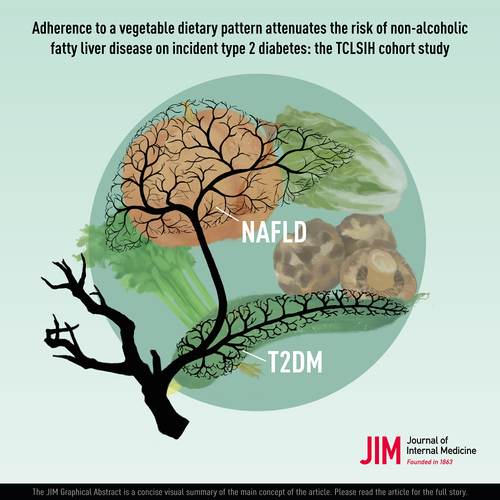 Adherence to a vegetable dietary pattern attenuates the risk of non-alcoholic
fatty liver disease on incident type 2 diabetes: the TCLSIH cohort study
NAFLD
T2DM
JIM
Journal of
Internal Medicine
Founded in 1863
The JIM Graphical Abstract is a concise visual summary of the main concept of the article. Please read the article for the full story.